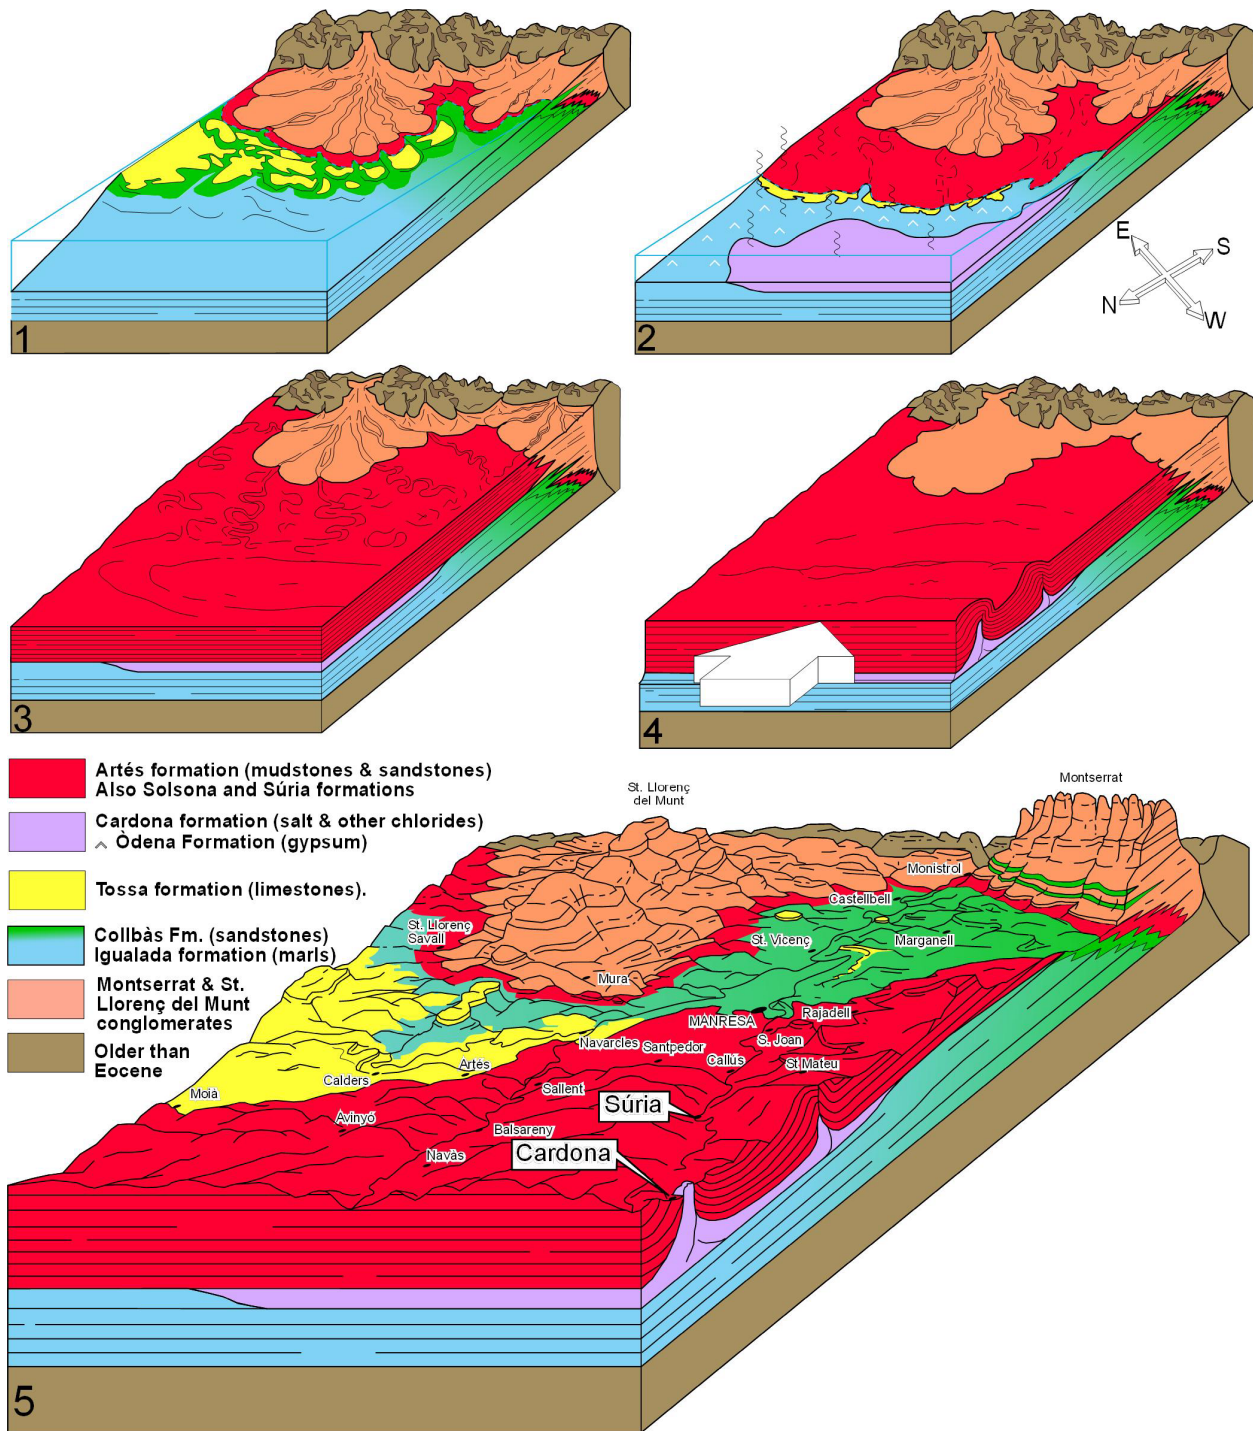 1
2
E
S
N
W
3
4
Artés formation (mudstones & sandstones)
Also Solsona and Súria formations
Cardona formation (salt & other chlorides)
^ Òdena Formation (gypsum)
Tossa formation (limestones).
Collbàs Fm. (sandstones)
Igualada formation (marls)
Montserrat & St.
Llorenç del Munt
conglomerates
Older than
Eocene
St. Llorenç
del Munt
Montserrat
Monistrol
Castellbell
St. Llorenç
Savall
St. Vicenç
Marganell
Mura
MANRESA
Rajadell
Navarcles
S. Joan
Santpedor
Callús
St Mateu
Artés
Calders
Sallent
Moià
Súria
Avinyó
Balsareny
Navàs
Cardona
5